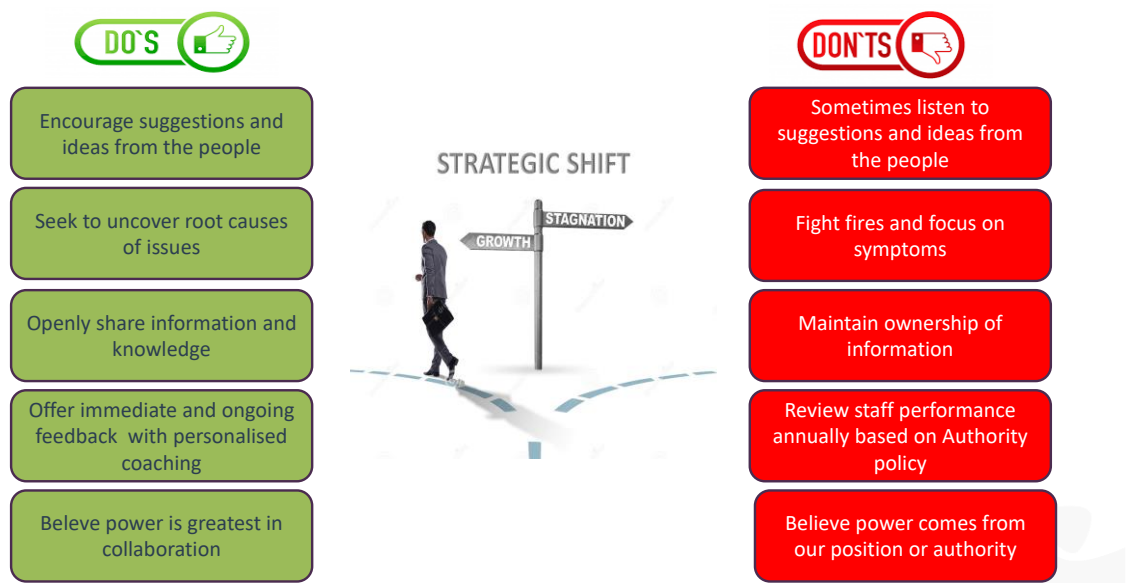 DO`S
Encourage suggestions and
ideas from the people
Seek to uncover root causes
of issues
Openly share information and
knowledge
Offer immediate and ongoing
feedback with personalised
coaching
Beleve power is greatest in
collaboration
STRATEGIC SHIFT
STAGNATION
GROWTH
DON`TS
Sometimes listen to
suggestions and ideas from
the people
Fight fires and focus on
symptoms
Maintain ownership of
information
Review staff performance
annually based on Authority
policy
Believe power comes from
our position or authority